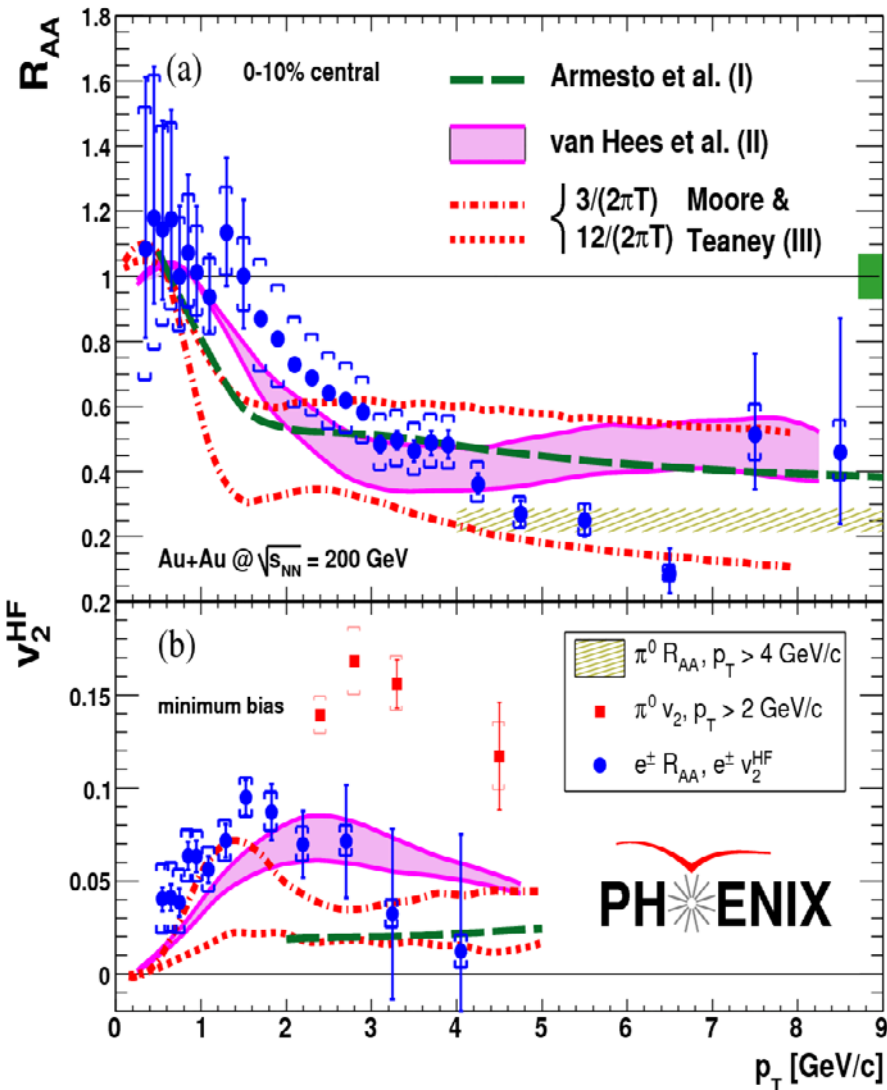 R_AA
1.8
1.6
1.4
1.2
1
0.8
0.6
0.4
0.2
(a)
0-10% central
Armesto et al. (I)
van Hees et al. (II)
3/(2πT) Moore &
12/(2πT) Teaney (III)
Au+Au @ √s_NN = 200 GeV
v_2^HF
0.2
0.15
0.1
0.05
0
(b)
minimum bias
π⁰ R_AA, p_T > 4 GeV/c
π⁰ v_2, p_T > 2 GeV/c
e± R_AA, e± v_2^HF
PHENIX
0 1 2 3 4 5 6 7 8 9
p_T [GeV/c]